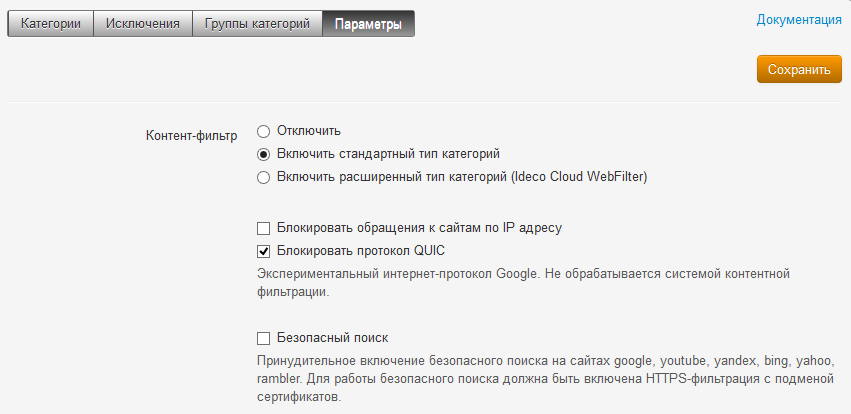 Категории Исключения Группы категорий Параметры Документация
Сохранить
Контент-фильтр Отключить
Включить стандартный тип категорий
Включить расширенный тип категорий (Ideco Cloud WebFilter)
Блокировать обращения к сайтам по IP адресу
Блокировать протокол QUIC
Экспериментальный интернет-протокол Google. Не обрабатывается системой контентной
фильтрации.
Безопасный поиск
Принудительное включение безопасного поиска на сайтах google, youtube, yandex, bing, yahoo,
rambler. Для работы безопасного поиска должна быть включена HTTPS-фильтрация с подменой
сертификатов.